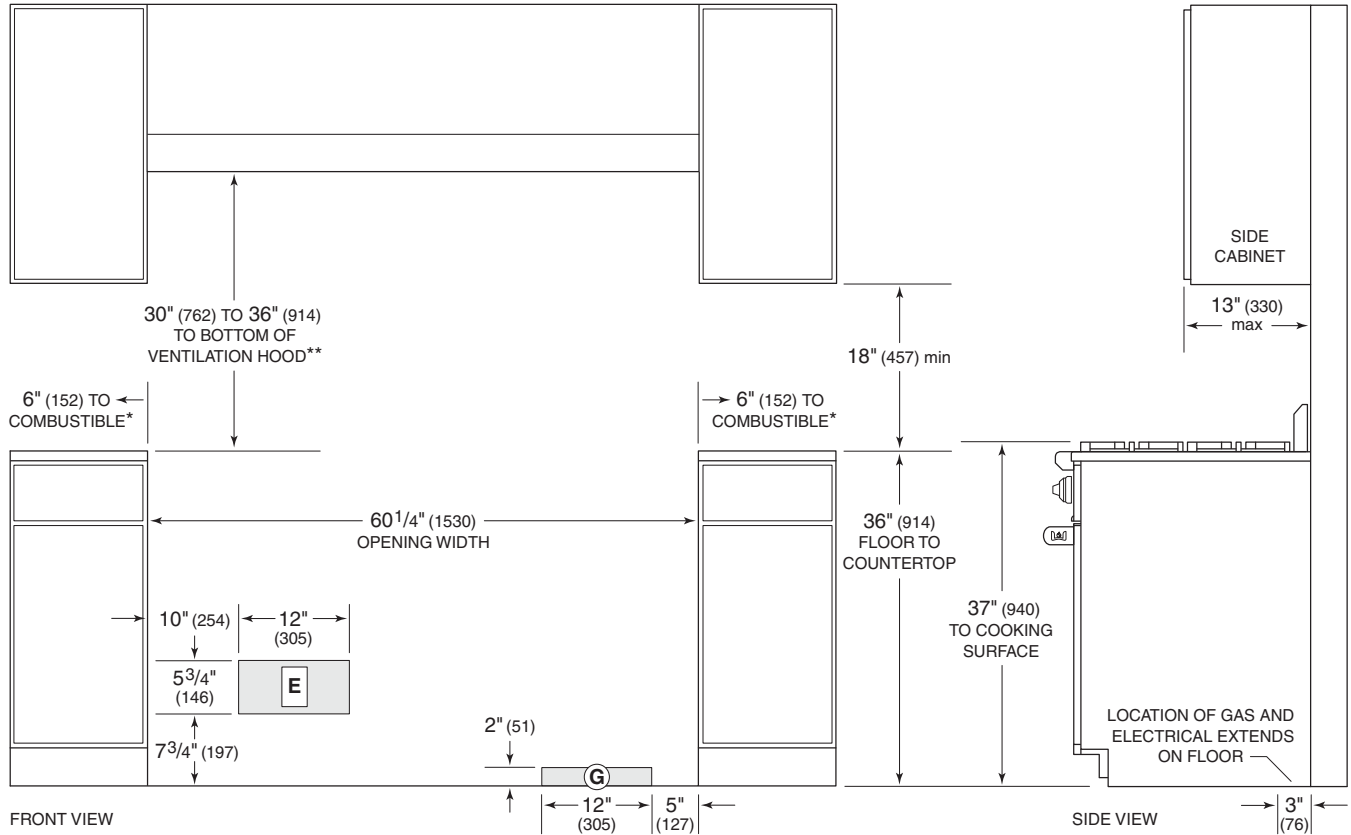 SIDE
CABINET
13" (330)
max
30" (762) TO 36" (914)
TO BOTTOM OF
VENTILATION HOOD**
18" (457) min
6" (152) TO
COMBUSTIBLE*
6" (152) TO
COMBUSTIBLE*
60 1/4" (1530)
OPENING WIDTH
36" (914)
FLOOR TO
COUNTERTOP
37" (940)
TO COOKING
SURFACE
10" (254)
12"
(305)
5 3/4"
(146)
E
7 3/4" (197)
2" (51)
G
12"
(305)
5"
(127)
LOCATION OF GAS AND
ELECTRICAL EXTENDS
ON FLOOR
3"
(76)
FRONT VIEW
SIDE VIEW